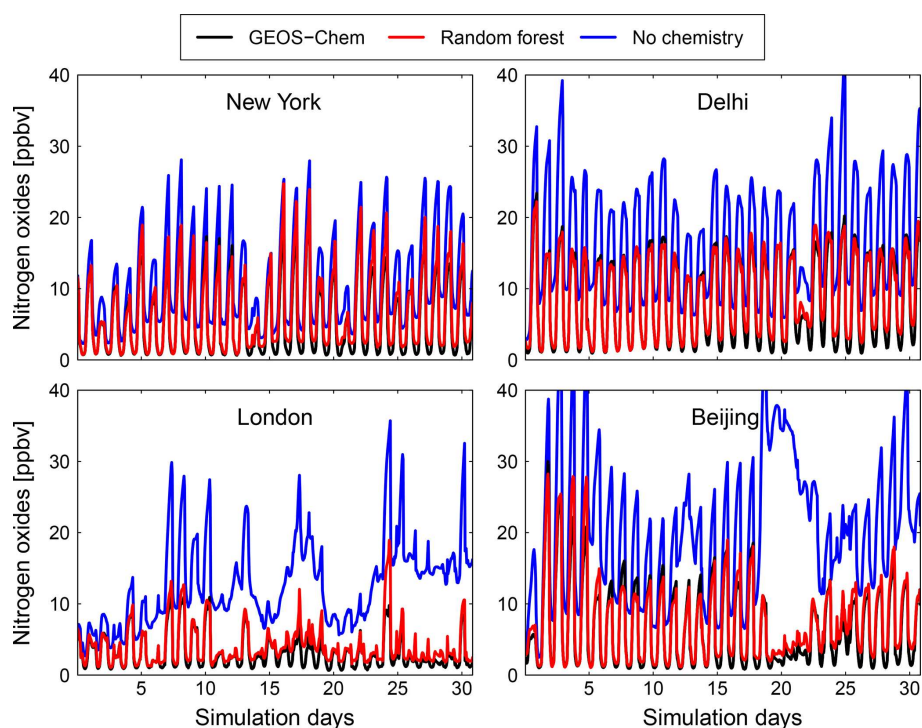 GEOS−Chem Random forest No chemistry
New York
Delhi
Nitrogen oxides [ppbv]
40
30
20
10
0
40
30
20
10
0
London
Beijing
Nitrogen oxides [ppbv]
40
30
20
10
0
40
30
20
10
0
5 10 15 20 25 30
5 10 15 20 25 30
Simulation days
Simulation days